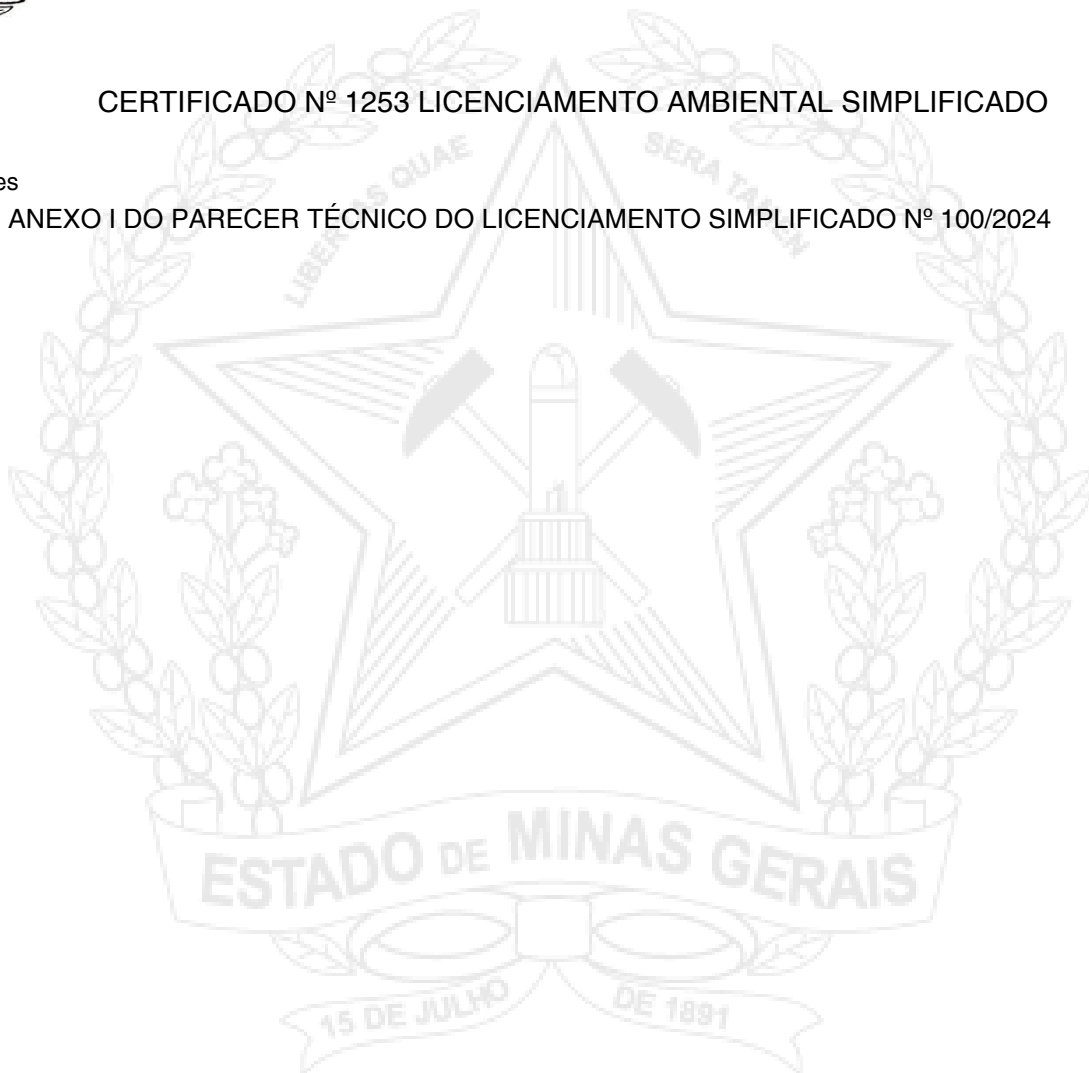 CERTIFICADO Nº 1253 LICENCIAMENTO AMBIENTAL SIMPLIFICADO
es
ANEXO I DO PARECER TÉCNICO DO LICENCIAMENTO SIMPLIFICADO Nº 100/2024
LIBERTAS QUAE SERA TAMEN
ESTADO DE MINAS GERAIS
15 DE JULHO DE 1891